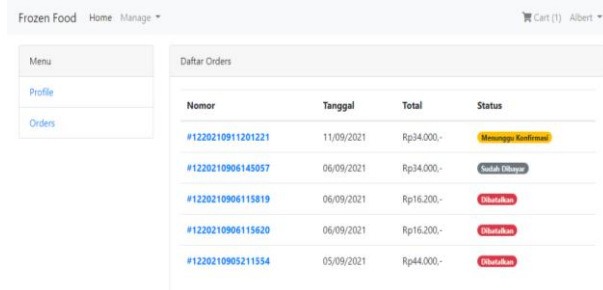 Frozen Food Home Manage Cart (1) Albert
Menu
Profile
Orders
Daftar Orders
Nomor Tanggal Total Status
#1220210911201221 11/09/2021 Rp34.000,- Menunggu Konfirmasi
#1220210906145057 06/09/2021 Rp34.000,- Sudah Dibayar
#1220210906115819 06/09/2021 Rp16.200,- Dibatalkan
#1220210906115620 06/09/2021 Rp16.200,- Dibatalkan
#1220210905211554 05/09/2021 Rp44.000,- Dibatalkan